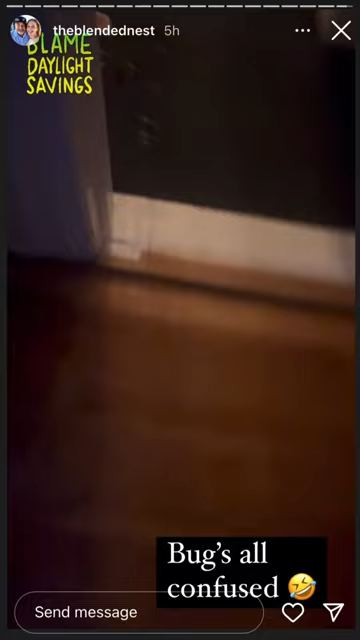 theblendednest 5h
BLAME
DAYLIGHT
SAVINGS
Bug's all
confused 🤣
Send message